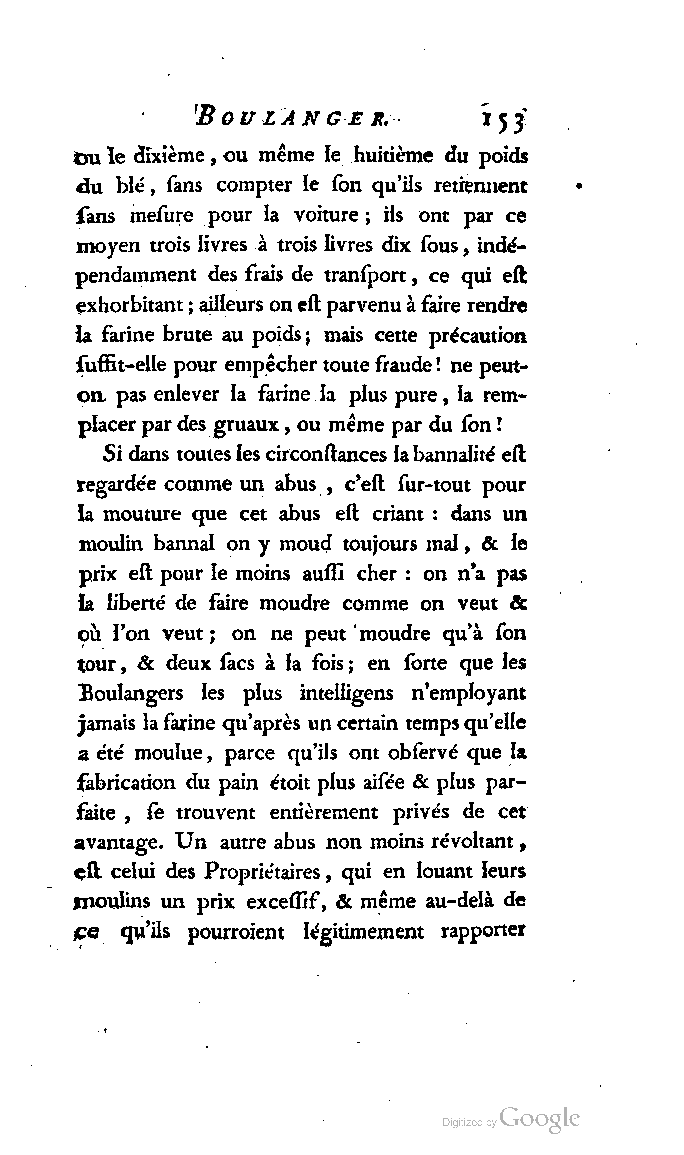 BOULANGER. 153
ou le dixième, ou même le huitième du poids
du blé, ſans compter le ſon qu'ils retiennent
ſans meſure pour la voiture ; ils ont par ce
moyen trois livres à trois livres dix ſous, indé-
pendamment des frais de tranſport, ce qui eſt
exhorbitant ; ailleurs on eſt parvenu à faire rendre
la farine brute au poids ; mais cette précaution
ſuffit-elle pour empêcher toute fraude ! ne peut-
on pas enlever la farine la plus pure, la rem-
placer par des gruaux, ou même par du ſon !
Si dans toutes les circonſtances la bannalité eſt
regardée comme un abus, c'eſt ſur-tout pour
la mouture que cet abus eſt criant : dans un
moulin bannal on y moud toujours mal, & le
prix eſt pour le moins auſſi cher : on n'a pas
la liberté de faire moudre comme on veut &
où l'on veut ; on ne peut moudre qu'à ſon
tour, & deux ſacs à la fois ; en ſorte que les
Boulangers les plus intelligens n'employant
jamais la farine qu'après un certain temps qu'elle
a été moulue, parce qu'ils ont obſervé que la
fabrication du pain étoit plus aiſée & plus par-
faite, ſe trouvent entièrement privés de cet
avantage. Un autre abus non moins révoltant,
eſt celui des Propriétaires, qui en louant leurs
moulins un prix exceſſif, & même au-delà de
ce qu'ils pourroient légitimement rapporter
Digitized by Google